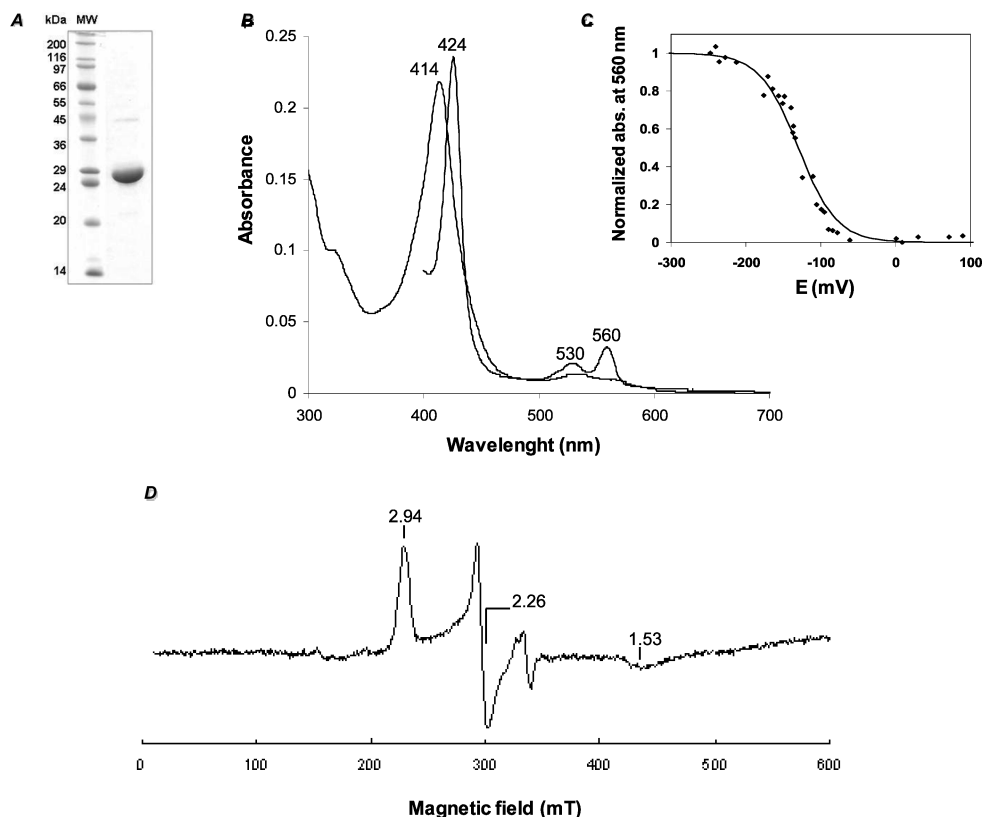 A
kDa MW
200
116
97
66
55
45
36
29
24
20
14
B
Absorbance
0.25
0.2
0.15
0.1
0.05
0
414
424
530
560
300 400 500 600 700
Wavelenght (nm)
C
Normalized abs. at 560 nm
1
0.8
0.6
0.4
0.2
0
-300 -200 -100 0 100
E (mV)
D
2.94
2.26
1.53
0 100 200 300 400 500 600
Magnetic field (mT)